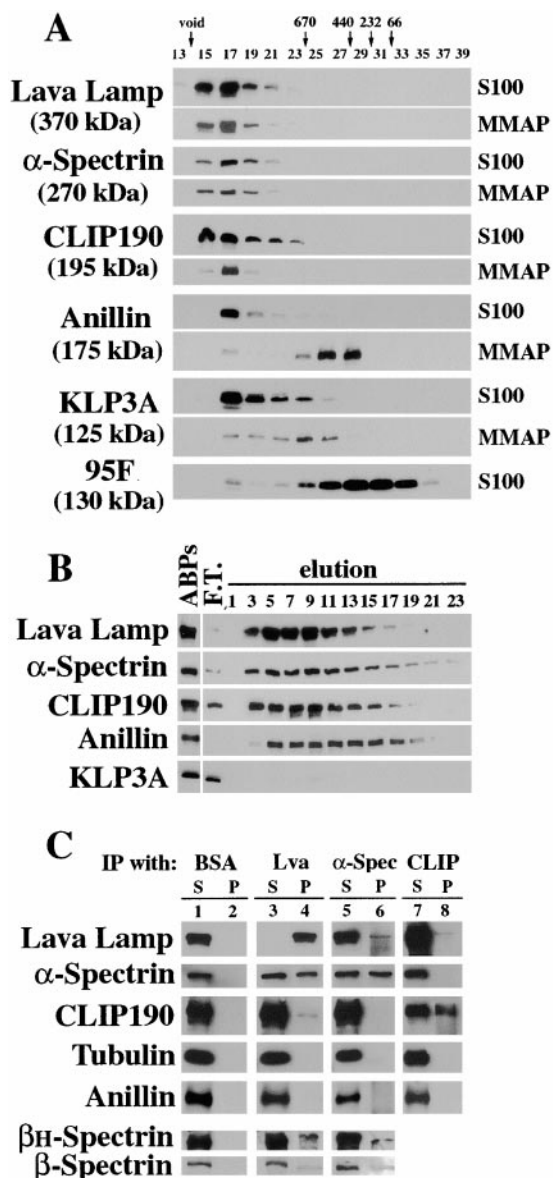 A
void 670 440 232 66
13 15 17 19 21 23 25 27 29 31 33 35 37 39
Lava Lamp S100
(370 kDa) MMAP
α-Spectrin S100
(270 kDa) MMAP
CLIP190 S100
(195 kDa) MMAP
Anillin S100
(175 kDa) MMAP
KLP3A S100
(125 kDa) MMAP
95F S100
(130 kDa)
B
ABPs F.T. elution
1 3 5 7 9 11 13 15 17 19 21 23
Lava Lamp
α-Spectrin
CLIP190
Anillin
KLP3A
C
IP with: BSA Lva α-Spec CLIP
S P S P S P S P
1 2 3 4 5 6 7 8
Lava Lamp
α-Spectrin
CLIP190
Tubulin
Anillin
βH-Spectrin
β-Spectrin